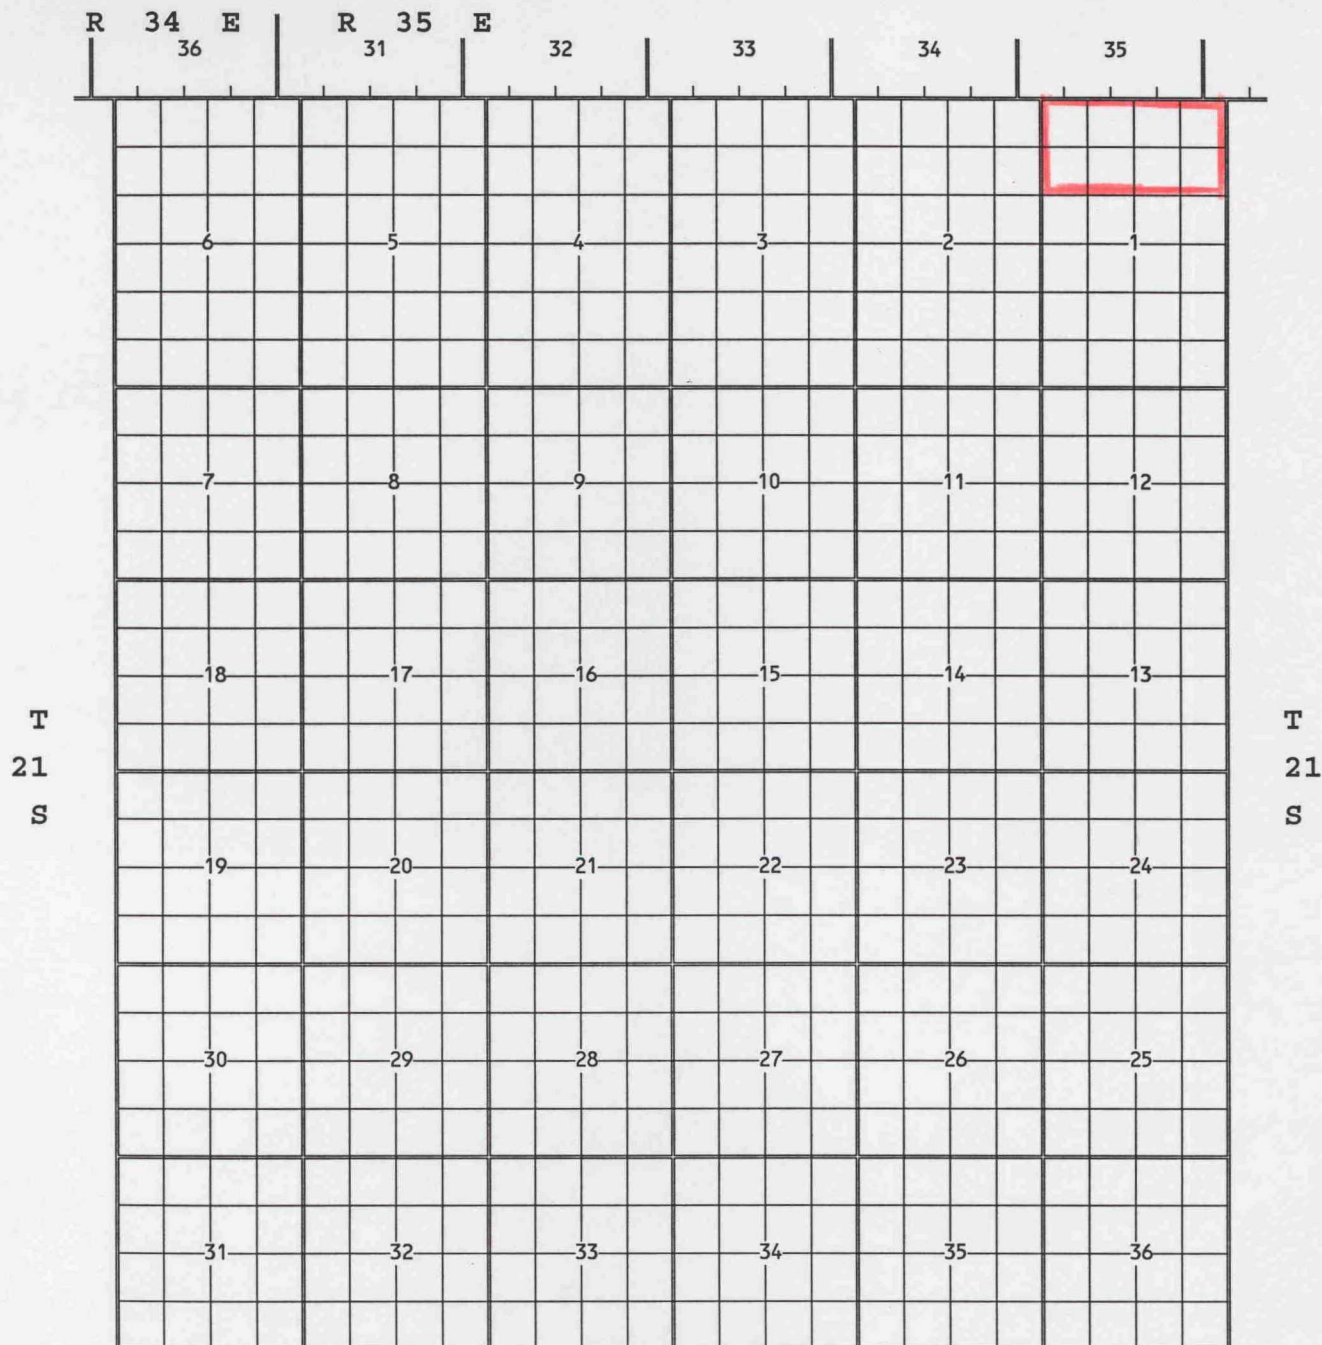 R 34 E R 35 E
36 31 32 33 34 35
6 5 4 3 2 1
7 8 9 10 11 12
18 17 16 15 14 13
T T
21 21
S S
19 20 21 22 23 24
30 29 28 27 26 25
31 32 33 34 35 36